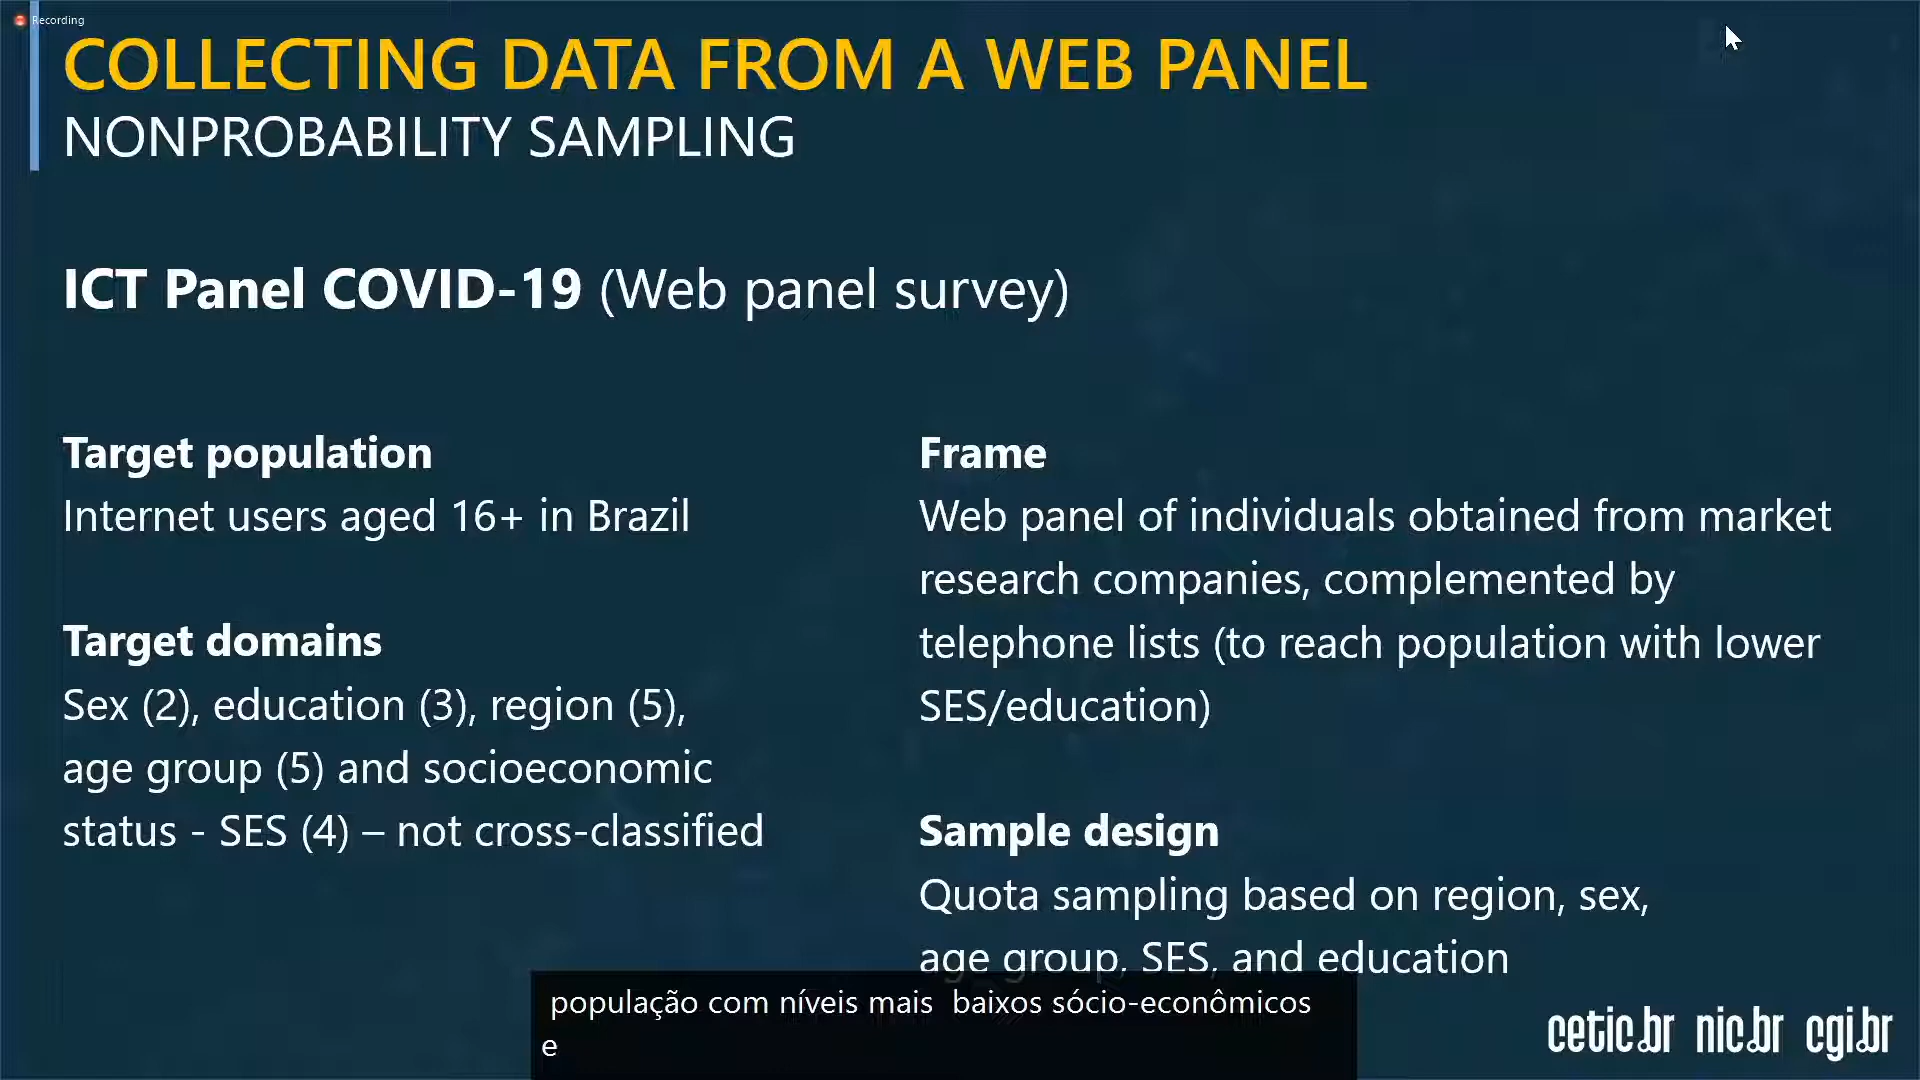 Recording
COLLECTING DATA FROM A WEB PANEL
NONPROBABILITY SAMPLING
ICT Panel COVID-19 (Web panel survey)
Target population
Internet users aged 16+ in Brazil
Target domains
Sex (2), education (3), region (5),
age group (5) and socioeconomic
status - SES (4) – not cross-classified
Frame
Web panel of individuals obtained from market
research companies, complemented by
telephone lists (to reach population with lower
SES/education)
Sample design
Quota sampling based on region, sex,
age group, SES, and education
população com níveis mais  baixos sócio-econômicos
e
cetic.br nic.br cgi.br